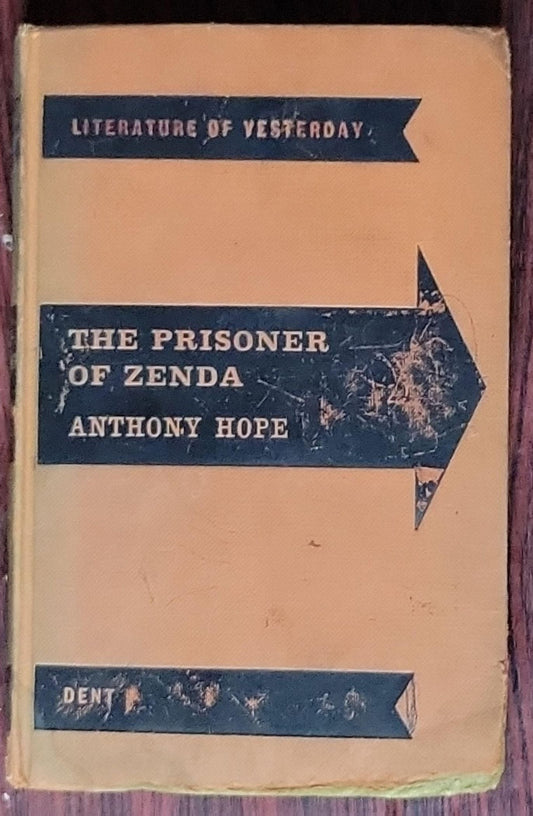 LITERATURE OF YESTERDAY
THE PRISONER
OF ZENDA
ANTHONY HOPE
DENT